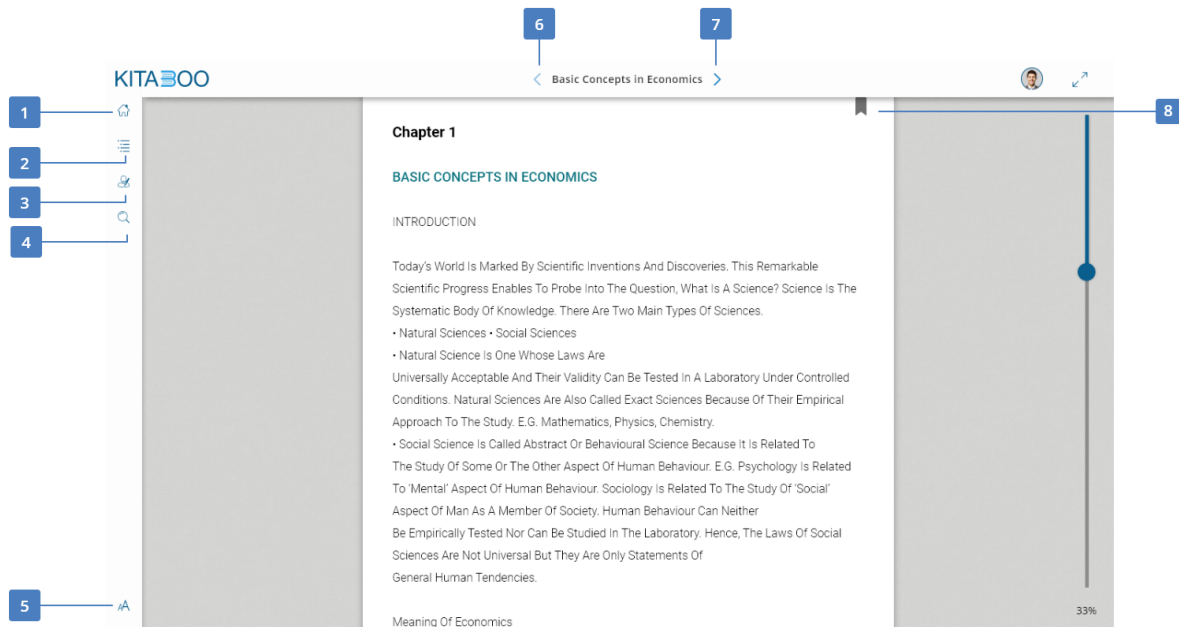 6
7
KITABOO
Basic Concepts in Economics
1
2
3
4
5
8
Chapter 1
BASIC CONCEPTS IN ECONOMICS
INTRODUCTION
Today's World Is Marked By Scientific Inventions And Discoveries. This Remarkable
Scientific Progress Enables To Probe Into The Question, What Is A Science? Science Is The
Systematic Body Of Knowledge. There Are Two Main Types Of Sciences.
• Natural Sciences • Social Sciences
• Natural Science Is One Whose Laws Are
Universally Acceptable And Their Validity Can Be Tested In A Laboratory Under Controlled
Conditions. Natural Sciences Are Also Called Exact Sciences Because Of Their Empirical
Approach To The Study. E.G. Mathematics, Physics, Chemistry.
• Social Science Is Called Abstract Or Behavioural Science Because It Is Related To
The Study Of Some Or The Other Aspect Of Human Behaviour. E.G. Psychology Is Related
To 'Mental' Aspect Of Human Behaviour. Sociology Is Related To The Study Of 'Social'
Aspect Of Man As A Member Of Society. Human Behaviour Can Neither
Be Empirically Tested Nor Can Be Studied In The Laboratory. Hence, The Laws Of Social
Sciences Are Not Universal But They Are Only Statements Of
General Human Tendencies.
Meaning Of Economics
AA
33%